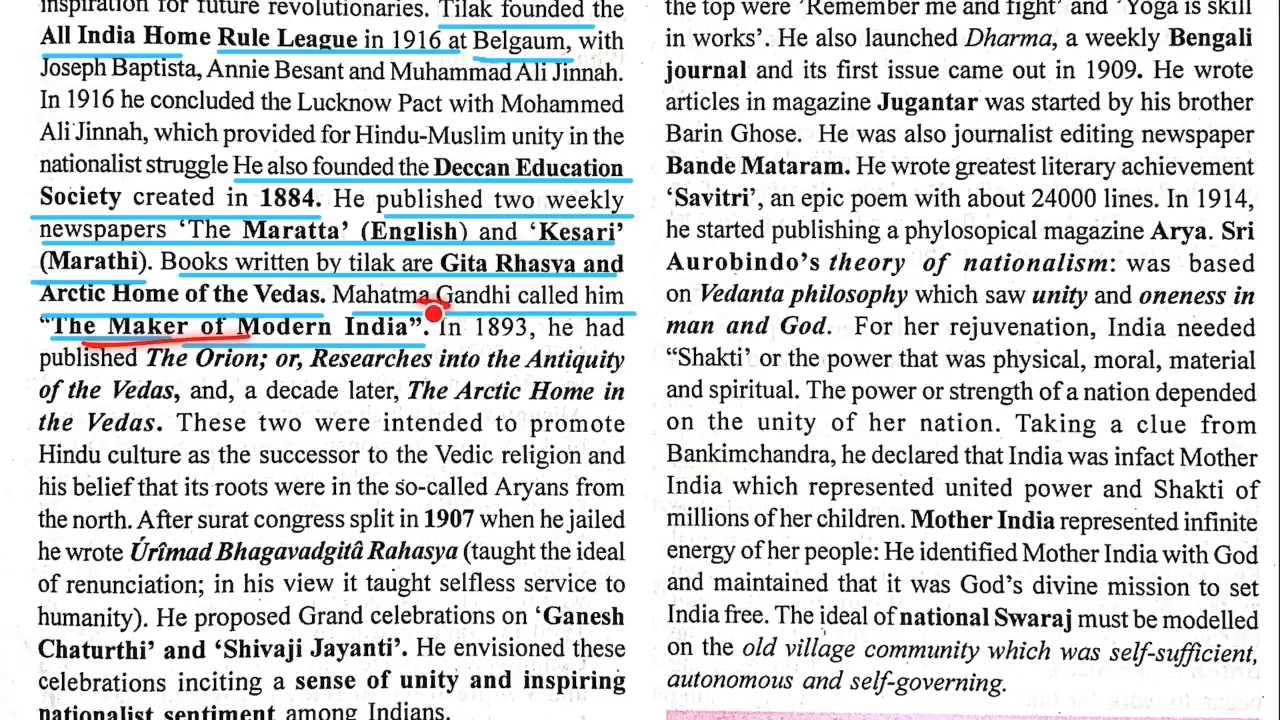 inspiration for future revolutionaries. Tilak founded the
All India Home Rule League in 1916 at Belgaum, with
Joseph Baptista, Annie Besant and Muhammad Ali Jinnah.
In 1916 he concluded the Lucknow Pact with Mohammed
Ali Jinnah, which provided for Hindu-Muslim unity in the
nationalist struggle He also founded the Deccan Education
Society created in 1884. He published two weekly
newspapers ‘The Maratta’ (English) and ‘Kesari’
(Marathi). Books written by tilak are Gita Rhasya and
Arctic Home of the Vedas. Mahatma Gandhi called him
“The Maker of Modern India”. In 1893, he had
published The Orion; or, Researches into the Antiquity
of the Vedas, and, a decade later, The Arctic Home in
the Vedas. These two were intended to promote
Hindu culture as the successor to the Vedic religion and
his belief that its roots were in the so-called Aryans from
the north. After surat congress split in 1907 when he jailed
he wrote Úrîmad Bhagavadgitâ Rahasya (taught the ideal
of renunciation; in his view it taught selfless service to
humanity). He proposed Grand celebrations on ‘Ganesh
Chaturthi’ and ‘Shivaji Jayanti’. He envisioned these
celebrations inciting a sense of unity and inspiring
nationalist sentiment among Indians.
the top were ‘Remember me and fight’ and ‘Yoga is skill
in works’. He also launched Dharma, a weekly Bengali
journal and its first issue came out in 1909. He wrote
articles in magazine Jugantar was started by his brother
Barin Ghose. He was also journalist editing newspaper
Bande Mataram. He wrote greatest literary achievement
‘Savitri’, an epic poem with about 24000 lines. In 1914,
he started publishing a phylosopical magazine Arya. Sri
Aurobindo’s theory of nationalism: was based
on Vedanta philosophy which saw unity and oneness in
man and God. For her rejuvenation, India needed
“Shakti’ or the power that was physical, moral, material
and spiritual. The power or strength of a nation depended
on the unity of her nation. Taking a clue from
Bankimchandra, he declared that India was infact Mother
India which represented united power and Shakti of
millions of her children. Mother India represented infinite
energy of her people: He identified Mother India with God
and maintained that it was God’s divine mission to set
India free. The ideal of national Swaraj must be modelled
on the old village community which was self-sufficient,
autonomous and self-governing.